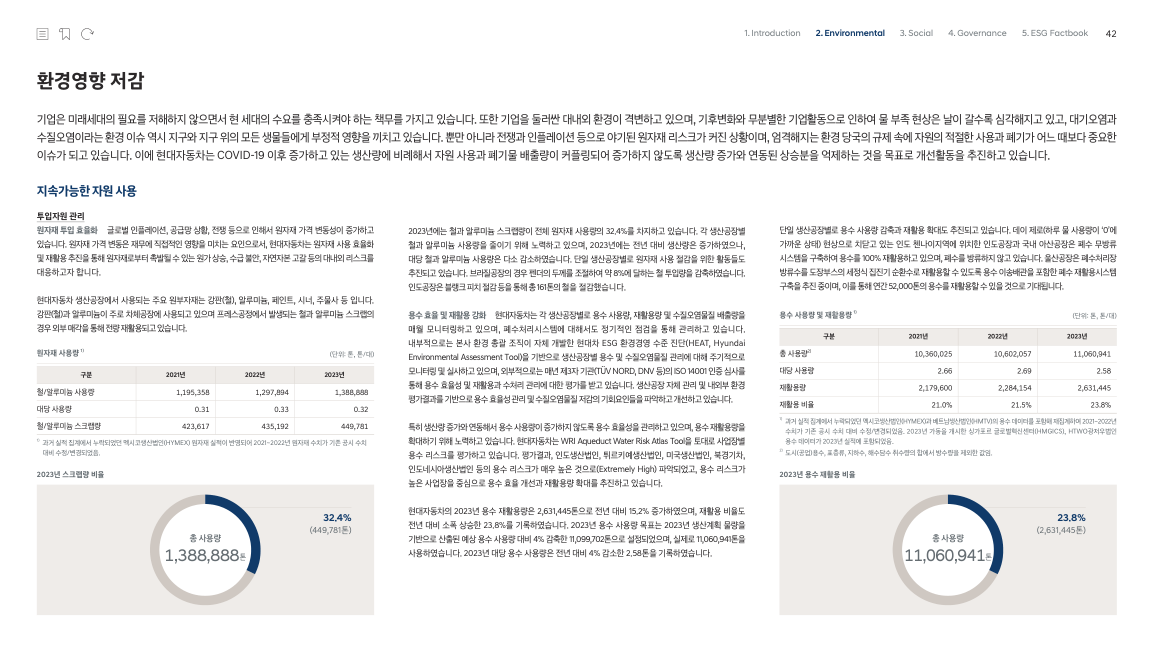 1. Introduction 2. Environmental 3. Social 4. Governance 5. ESG Factbook 42
환경영향 저감
기업은 미래세대의 필요를 저해하지 않으면서 현 세대의 수요를 충족시켜야 하는 책무를 가지고 있습니다. 또한 기업을 둘러싼 대내외 환경이 격변하고 있으며, 기후변화와 무분별한 기업활동으로 인하여 물 부족 현상은 날이 갈수록 심각해지고 있고, 대기오염과
수질오염이라는 환경 이슈 역시 지구와 지구 위의 모든 생물들에게 부정적 영향을 끼치고 있습니다. 뿐만 아니라 전쟁과 인플레이션 등으로 야기된 원자재 리스크가 커진 상황이며, 엄격해지는 환경 당국의 규제 속에 자원의 적절한 사용과 폐기가 어느 때보다 중요한
이슈가 되고 있습니다. 이에 현대자동차는 COVID-19 이후 증가하고 있는 생산량에 비례해서 자원 사용과 폐기물 배출량이 커플링되어 증가하지 않도록 생산량 증가와 연동된 상승분을 억제하는 것을 목표로 개선활동을 추진하고 있습니다.
지속가능한 자원 사용
투입자원 관리
원자재 투입 효율화 글로벌 인플레이션, 공급망 상황, 전쟁 등으로 인해서 원자재 가격 변동성이 증가하고
있습니다. 원자재 가격 변동은 재무에 직접적인 영향을 미치는 요인으로서, 현대자동차는 원자재 사용 효율화
및 재활용 추진을 통해 원자재로부터 촉발될 수 있는 원가 상승, 수급 불안, 자연자본 고갈 등의 대내외 리스크를
대응하고자 합니다.
현대자동차 생산공장에서 사용되는 주요 원부자재는 강판(철), 알루미늄, 페인트, 시너, 주물사 등 입니다.
강판(철)과 알루미늄이 주로 차체공장에 사용되고 있으며 프레스공정에서 발생되는 철과 알루미늄 스크랩의
경우 외부 매각을 통해 전량 재활용되고 있습니다.
원자재 사용량 1) (단위: 톤, 톤/대)
구분 2021년 2022년 2023년
철/알루미늄 사용량 1,195,358 1,297,894 1,388,888
대당 사용량 0.31 0.33 0.32
철/알루미늄 스크랩량 423,617 435,192 449,781
1) 과거 실적 집계에서 누락되었던 멕시코생산법인(HYMEX) 원자재 실적이 반영되어 2021~2022년 원자재 수치가 기존 공시 수치
대비 수정/변경되었음.
2023년 스크랩량 비율
32,4%
(449,781톤)
총 사용량
1,388,888톤
2023년에는 철과 알루미늄 스크랩량이 전체 원자재 사용량의 32,4%를 차지하고 있습니다. 각 생산공장별
철과 알루미늄 사용량을 줄이기 위해 노력하고 있으며, 2023년에는 전년 대비 생산량은 증가하였으나,
대당 철과 알루미늄 사용량은 다소 감소하였습니다. 단일 생산공장별로 원자재 사용 절감을 위한 활동들도
추진되고 있습니다. 브라질공장의 경우 펜더의 두께를 조절하여 약 8%에 달하는 철 투입량을 감축하였습니다.
인도공장은 블랭크 피치 절감 등을 통해 총 161톤의 철을 절감했습니다.
용수 효율 및 재활용 강화 현대자동차는 각 생산공장별로 용수 사용량, 재활용량 및 수질오염물질 배출량을
매월 모니터링하고 있으며, 폐수처리시스템에 대해서도 정기적인 점검을 통해 관리하고 있습니다.
내부적으로는 본사 환경 총괄 조직이 자체 개발한 현대차 ESG 환경경영 수준 진단(HEAT, Hyundai
Environmental Assessment Tool)을 기반으로 생산공장별 용수 및 수질오염물질 관리에 대해 주기적으로
모니터링 및 실사하고 있으며, 외부적으로는 매년 제3자 기관(TÜV NORD, DNV 등)의 ISO 14001 인증 심사를
통해 용수 효율성 및 재활용과 수처리 관리에 대한 평가를 받고 있습니다. 생산공장 자체 관리 및 내외부 환경
평가결과를 기반으로 용수 효율성 관리 및 수질오염물질 저감의 기회요인들을 파악하고 개선하고 있습니다.
특히 생산량 증가와 연동해서 용수 사용량이 증가하지 않도록 용수 효율성을 관리하고 있으며, 용수 재활용량을
확대하기 위해 노력하고 있습니다. 현대자동차는 WRI Aqueduct Water Risk Atlas Tool을 토대로 사업장별
용수 리스크를 평가하고 있습니다. 평가결과, 인도생산법인, 튀르키예생산법인, 미국생산법인, 북경기차,
인도네시아생산법인 등의 용수 리스크가 매우 높은 것으로(Extremely High) 파악되었고, 용수 리스크가
높은 사업장을 중심으로 용수 효율 개선과 재활용량 확대를 추진하고 있습니다.
현대자동차의 2023년 용수 재활용량은 2,631,445톤으로 전년 대비 15,2% 증가하였으며, 재활용 비율도
전년 대비 소폭 상승한 23,8%를 기록하였습니다. 2023년 용수 사용량 목표는 2023년 생산계획 물량을
기반으로 산출된 예상 용수 사용량 대비 4% 감축한 11,099,702톤으로 설정되었으며, 실제로 11,060,941톤을
사용하였습니다. 2023년 대당 용수 사용량은 전년 대비 4% 감소한 2,58톤을 기록하였습니다.
단일 생산공장별로 용수 사용량 감축과 재활용 확대도 추진되고 있습니다. 데이 제로(하루 물 사용량이 '0'에
가까운 상태) 현상으로 치닫고 있는 인도 첸나이지역에 위치한 인도공장과 국내 아산공장은 폐수 무방류
시스템을 구축하여 용수를 100% 재활용하고 있으며, 폐수를 방류하지 않고 있습니다. 울산공장은 폐수처리장
방류수를 도장부스의 세정식 집진기 순환수로 재활용할 수 있도록 용수 이송배관을 포함한 폐수 재활용시스템
구축을 추진 중이며, 이를 통해 연간 52,000톤의 용수를 재활용할 수 있을 것으로 기대됩니다.
용수 사용량 및 재활용량 1) (단위: 톤, 톤/대)
구분 2021년 2022년 2023년
총 사용량2) 10,360,025 10,602,057 11,060,941
대당 사용량 2.66 2.69 2.58
재활용량 2,179,600 2,284,154 2,631,445
재활용 비율 21.0% 21.5% 23.8%
1) 과거 실적 집계에서 누락되었던 멕시코생산법인(HYMEX)과 베트남생산법인(HMTV)의 용수 데이터를 포함해 재집계하여 2021~2022년
수치가 기존 공시 수치 대비 수정/변경되었음. 2023년 가동을 개시한 싱가포르 글로벌혁신센터(HMGICS), HTWO광저우법인
용수 데이터가 2023년 실적에 포함되었음.
2) 도시(공업)용수, 표층류, 지하수, 해수담수 취수량의 합에서 방수량을 제외한 값임.
2023년 용수 재활용 비율
23,8%
(2,631,445톤)
총 사용량
11,060,941톤